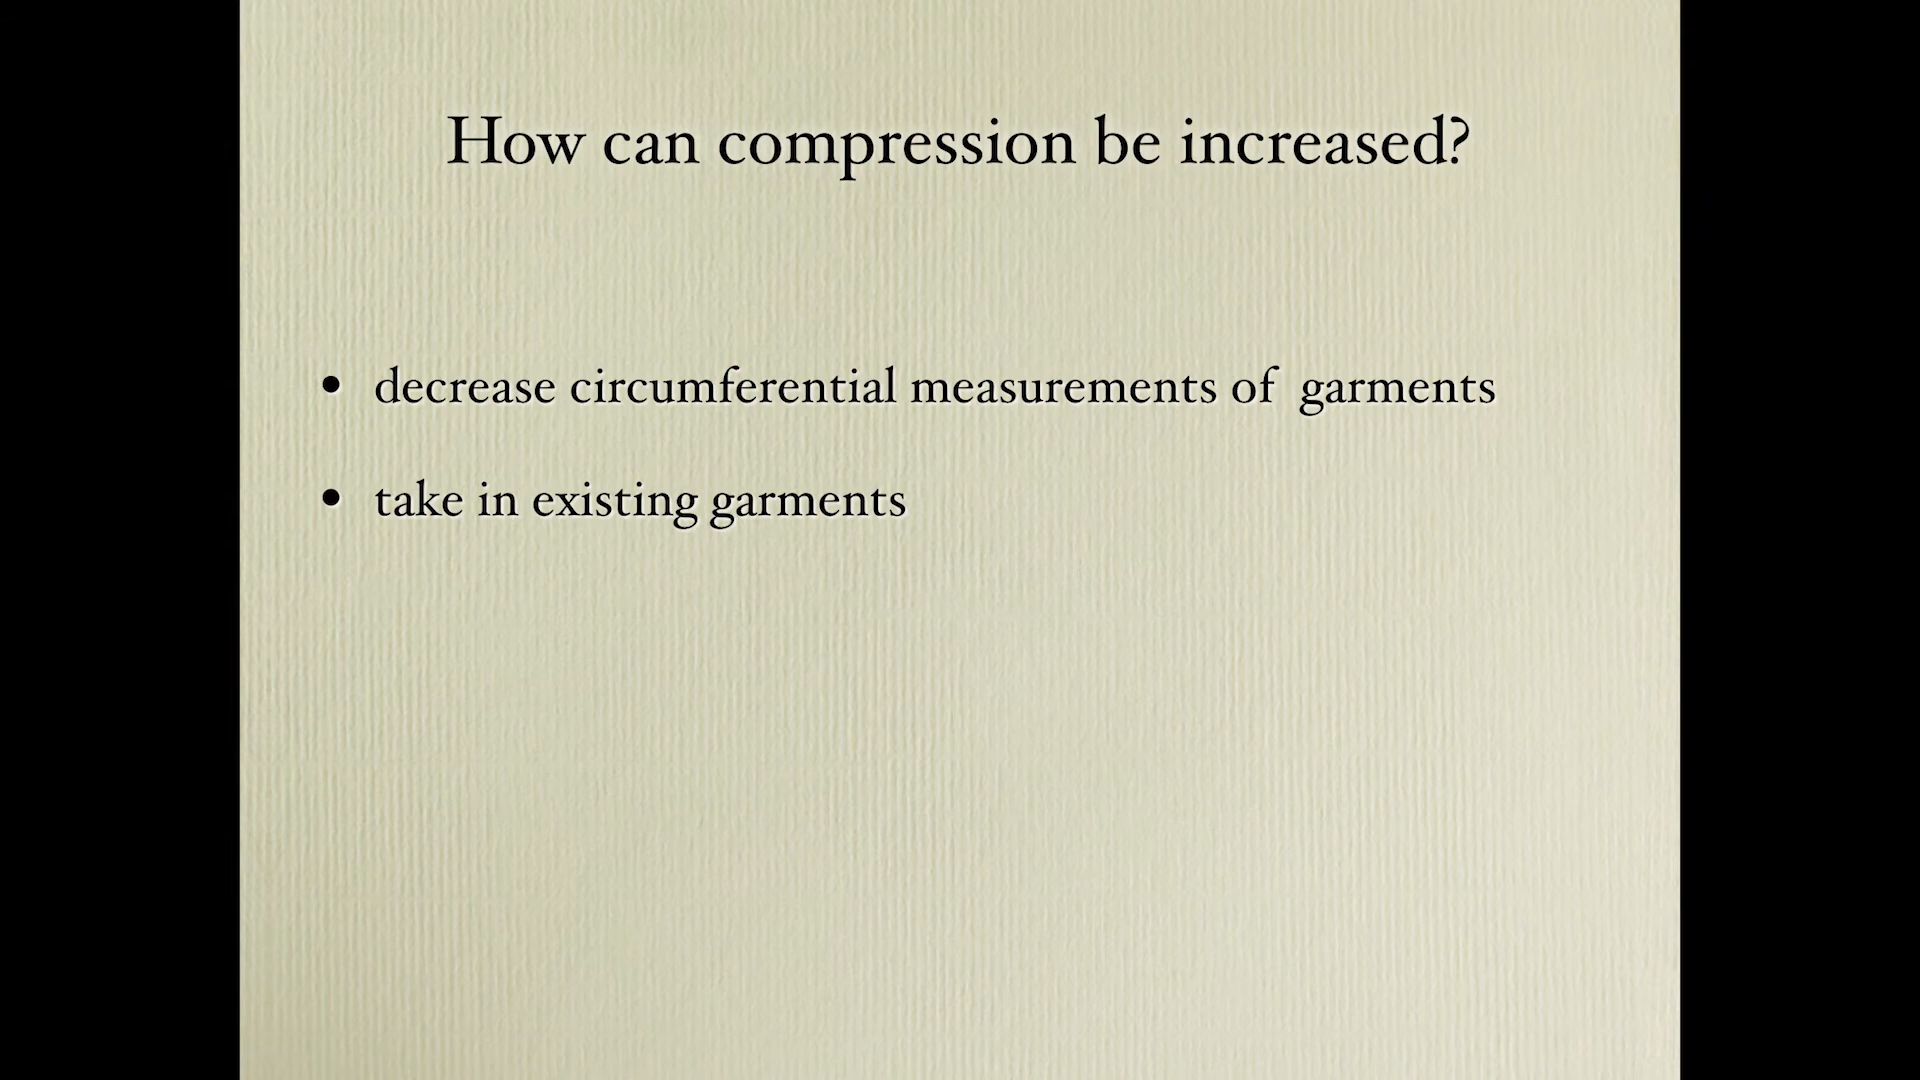 How can compression be increased?
• decrease circumferential measurements of garments
• take in existing garments